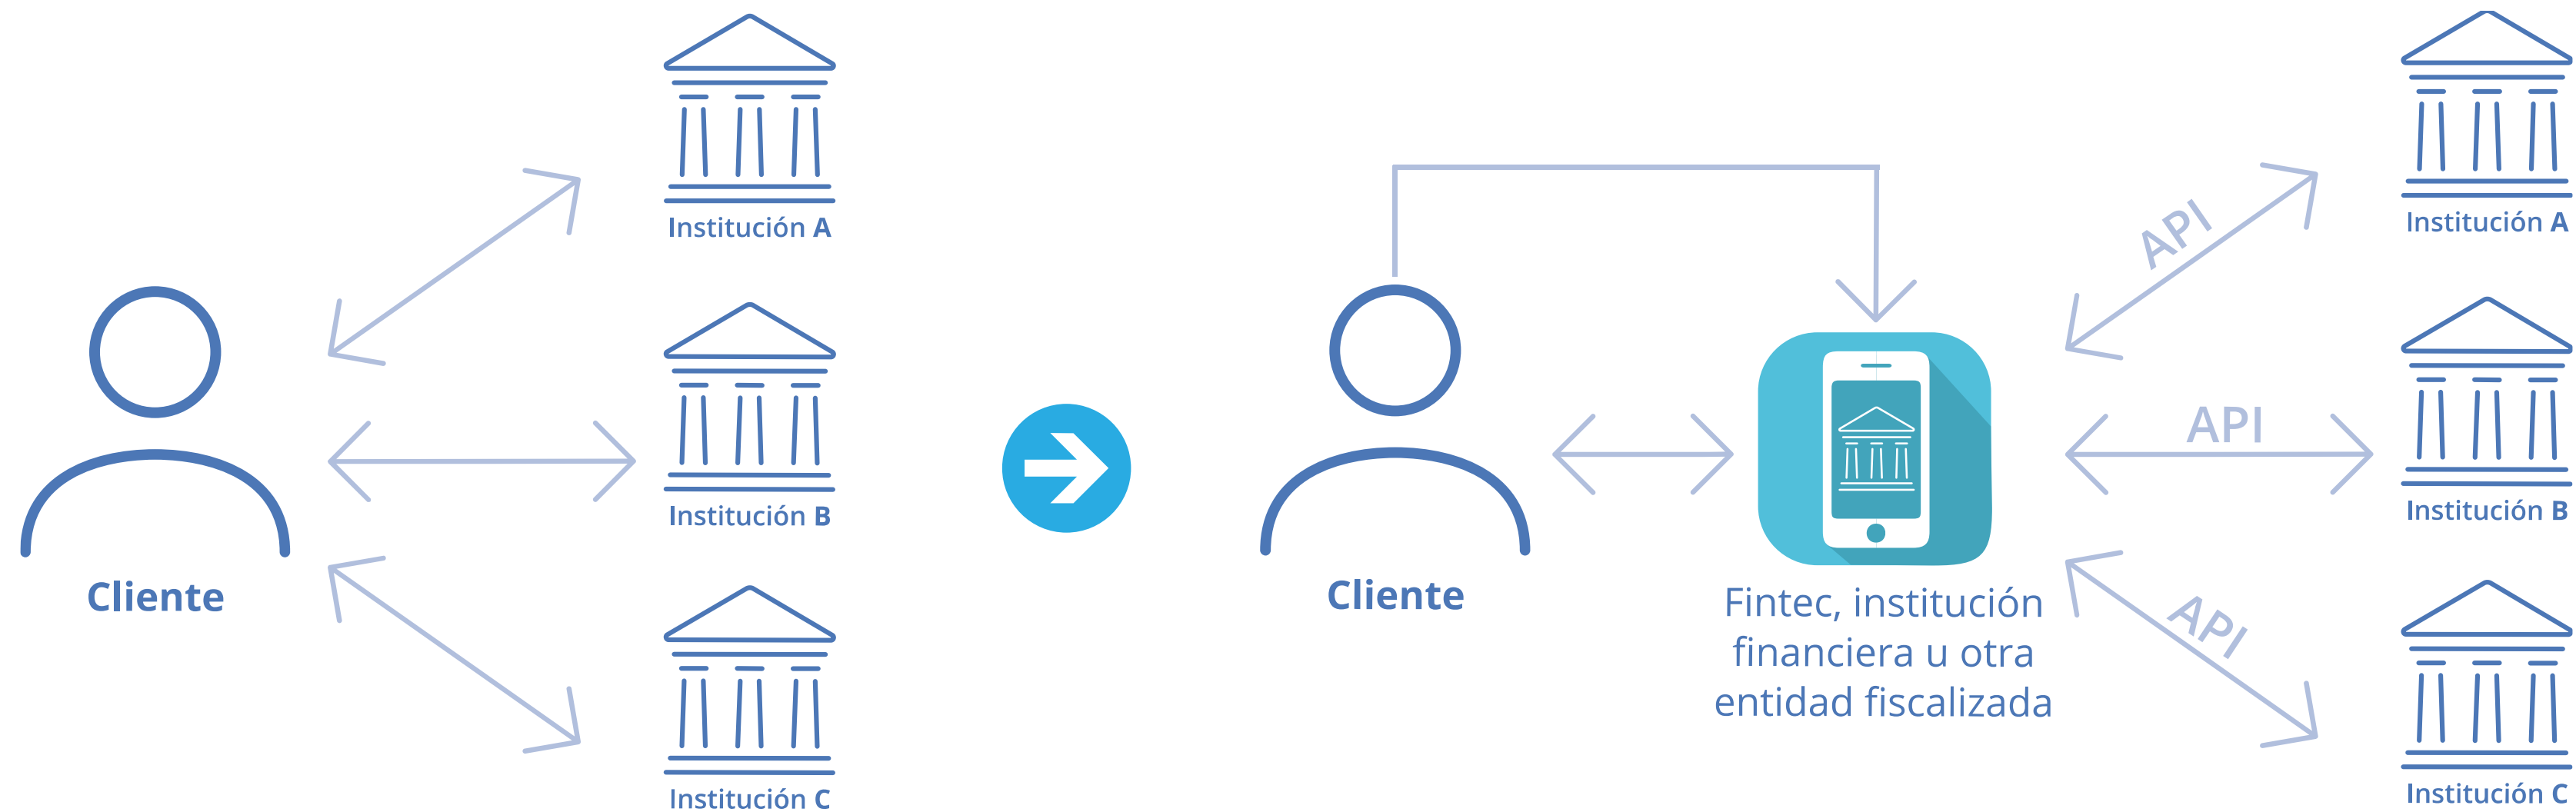 Institución A
Institución B
Institución C
Cliente
Cliente
Fintec, institución
financiera u otra
entidad fiscalizada
API
API
API
Institución A
Institución B
Institución C